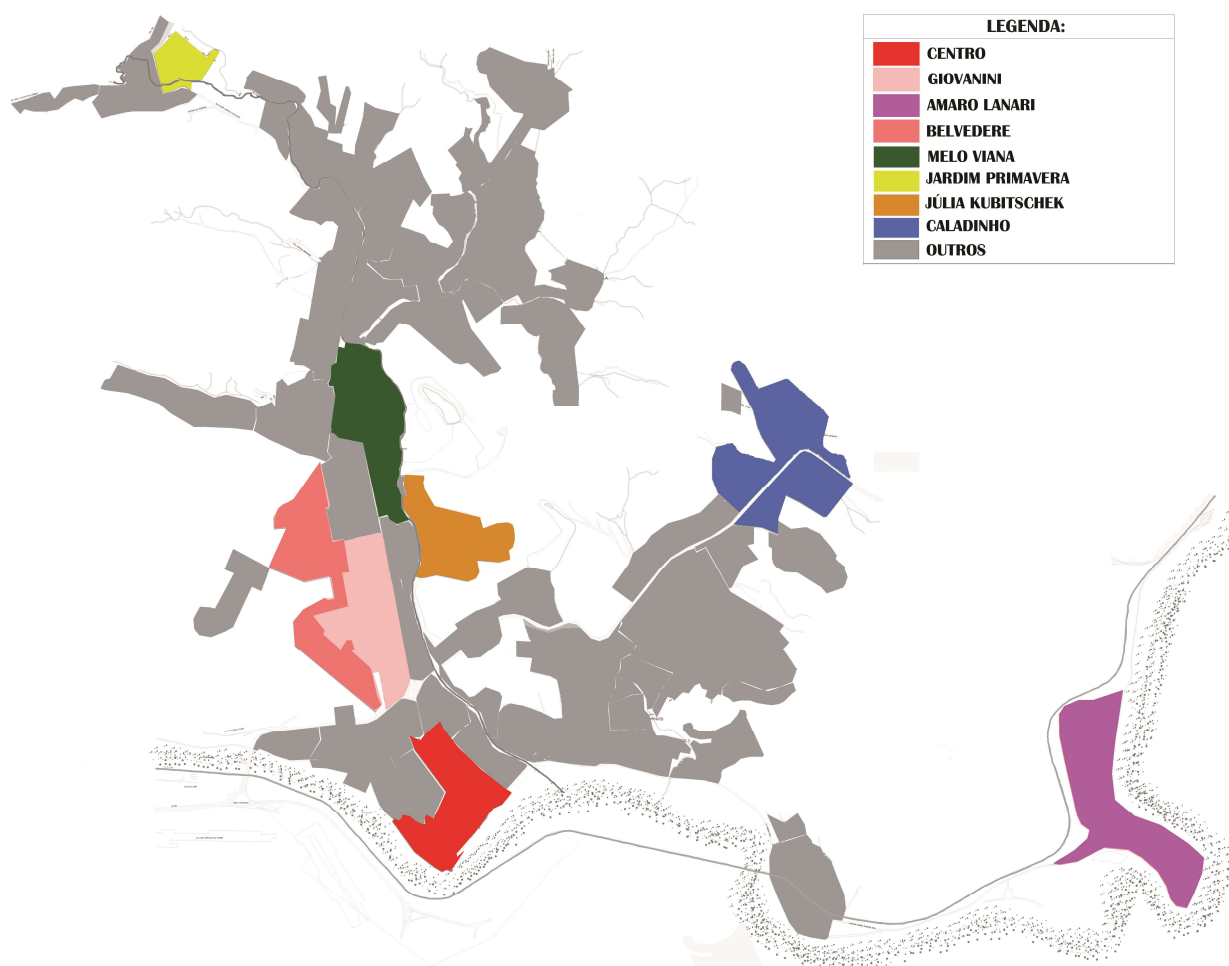 LEGENDA:
CENTRO
GIOVANINI
AMARO LANARI
BELVEDERE
MELO VIANA
JARDIM PRIMAVERA
JÚLIA KUBITSCHEK
CALADINHO
OUTROS